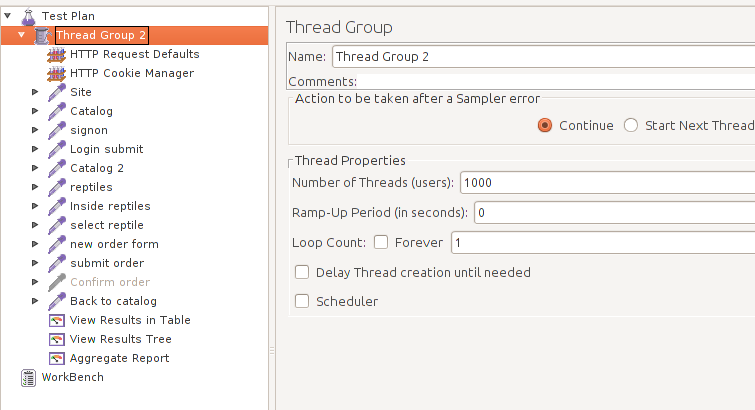 Test Plan
Thread Group 2
HTTP Request Defaults
HTTP Cookie Manager
Site
Catalog
signon
Login submit
Catalog 2
reptiles
Inside reptiles
select reptile
new order form
submit order
Confirm order
Back to catalog
View Results in Table
View Results Tree
Aggregate Report
WorkBench
Thread Group
Name: Thread Group 2
Comments:
Action to be taken after a Sampler error
Continue Start Next Thread
Thread Properties
Number of Threads (users): 1000
Ramp-Up Period (in seconds): 0
Loop Count: Forever 1
Delay Thread creation until needed
Scheduler